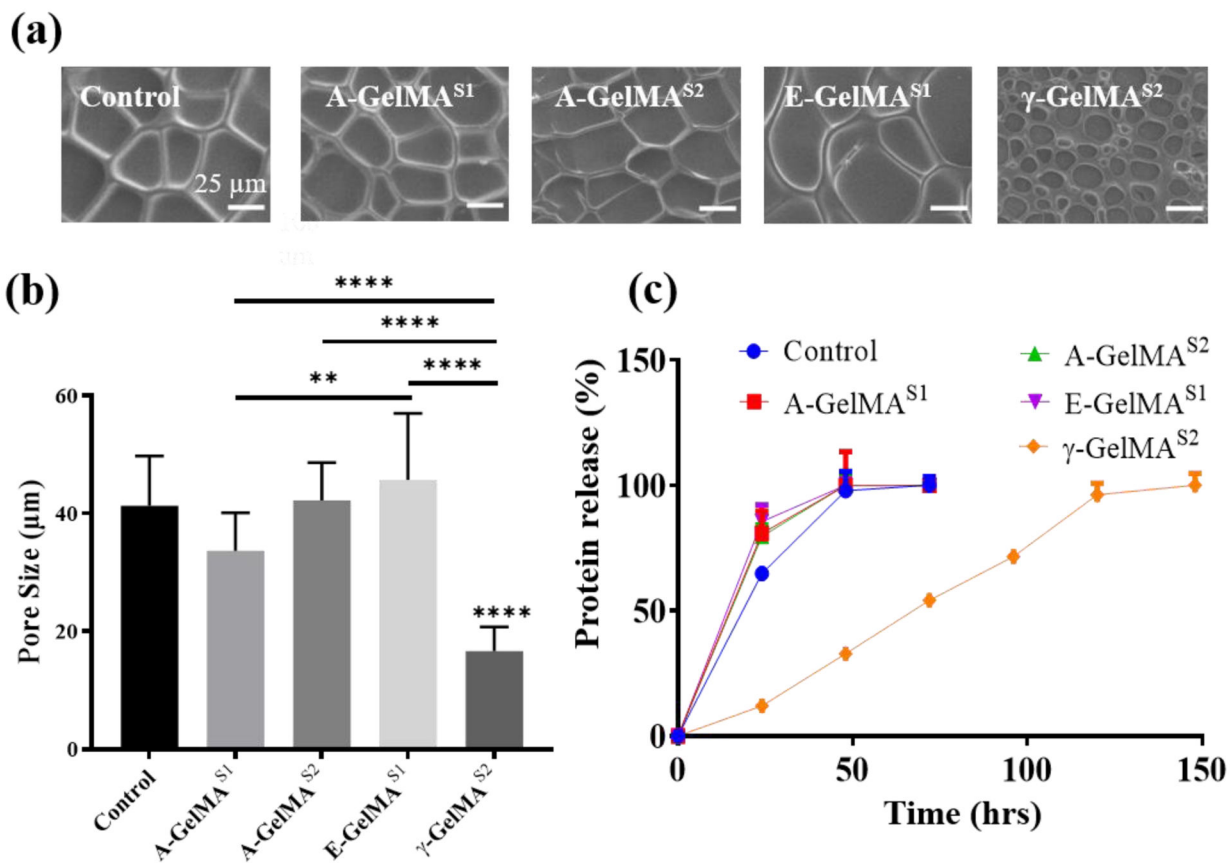 (a)
Control
A-GelMA^S1
A-GelMA^S2
E-GelMA^S1
γ-GelMA^S2
25 µm
(b)
****
****
**
****
****
Pore Size (µm)
60
40
20
0
Control
A-GelMA^S1
A-GelMA^S2
E-GelMA^S1
γ-GelMA^S2
(c)
Control
A-GelMA^S1
A-GelMA^S2
E-GelMA^S1
γ-GelMA^S2
Protein release (%)
150
100
50
0
0
50
100
150
Time (hrs)